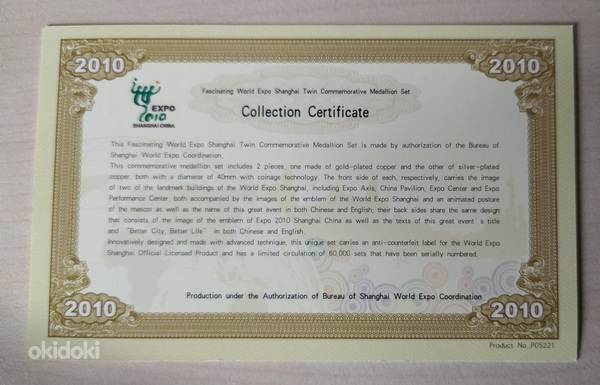 2010
2010
Fascinating World Expo Shanghai Twin Commemorative Medallion Set
EXPO
2010
SHANGHAI CHINA
Collection Certificate
This Fascinating World Expo Shanghai Twin Commemorative Medallion Set is made by authorization of the Bureau of
Shanghai World Expo Coordination.
This commemorative medallion set includes 2 pieces, one made of gold-plated copper and the other of silver-plated
copper, both with a diameter of 40mm with coinage technology. The front side of each, respectively, carries the image
of two of the landmark buildings of the World Expo Shanghai, including Expo Axis, China Pavilion, Expo Center and Expo
Performance Center, both accompanied by the images of the emblem of the World Expo Shanghai and an animated posture
of the mascot as well as the name of this great event in both Chinese and English; their back sides share the same design
that consists of the image of the emblem of Expo 2010 Shanghai China as well as the texts of this great event's title
and "Better City, Better Life" in both Chinese and English.
Innovatively designed and made with advanced technique, this unique set carries an anti-counterfeit label for the World Expo
Shanghai Official Licensed Product and has a limited circulation of 60,000 sets that have been serially numbered.
Production under the Authorization of Bureau of Shanghai World Expo Coordination
2010
2010
Product No.:P05221
okidoki